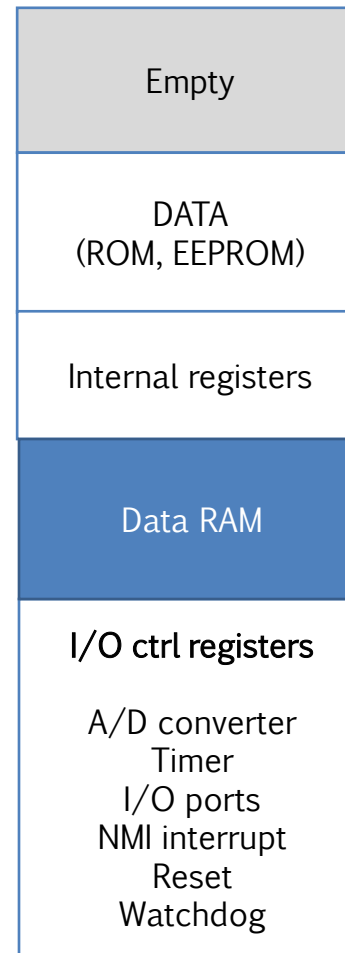 Empty
DATA
(ROM, EEPROM)
Internal registers
Data RAM
I/O ctrl registers
A/D converter
Timer
I/O ports
NMI interrupt
Reset
Watchdog